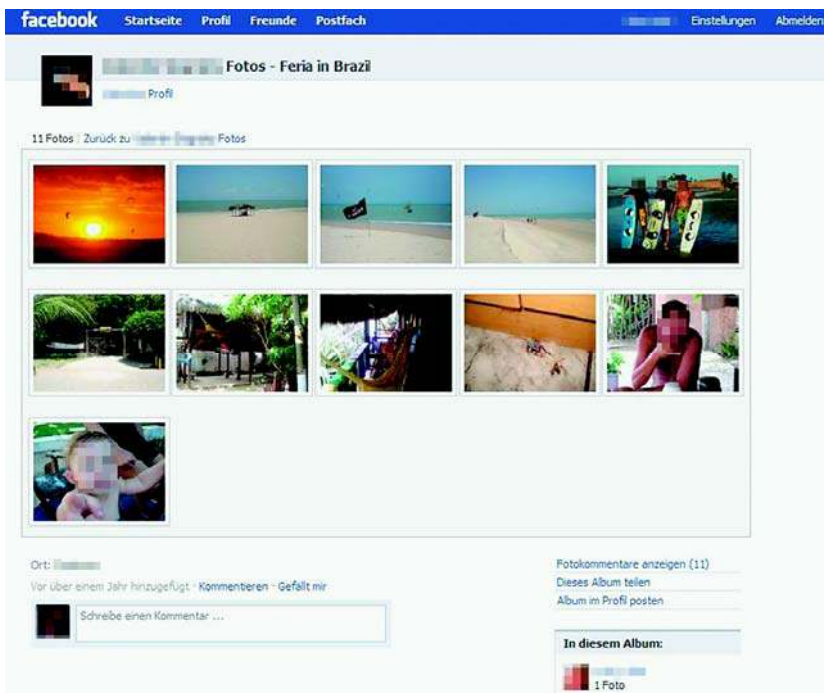 facebook Startseite Profil Freunde Postfach Einstellungen Abmelden
Fotos - Feria in Brazil
Profil
11 Fotos | Zurück zu Fotos
Ort:
Vor über einem Jahr hinzugefügt · Kommentieren · Gefällt mir
Schreibe einen Kommentar ...
Fotokommentare anzeigen (11)
Dieses Album teilen
Album im Profil posten
In diesem Album:
1 Foto